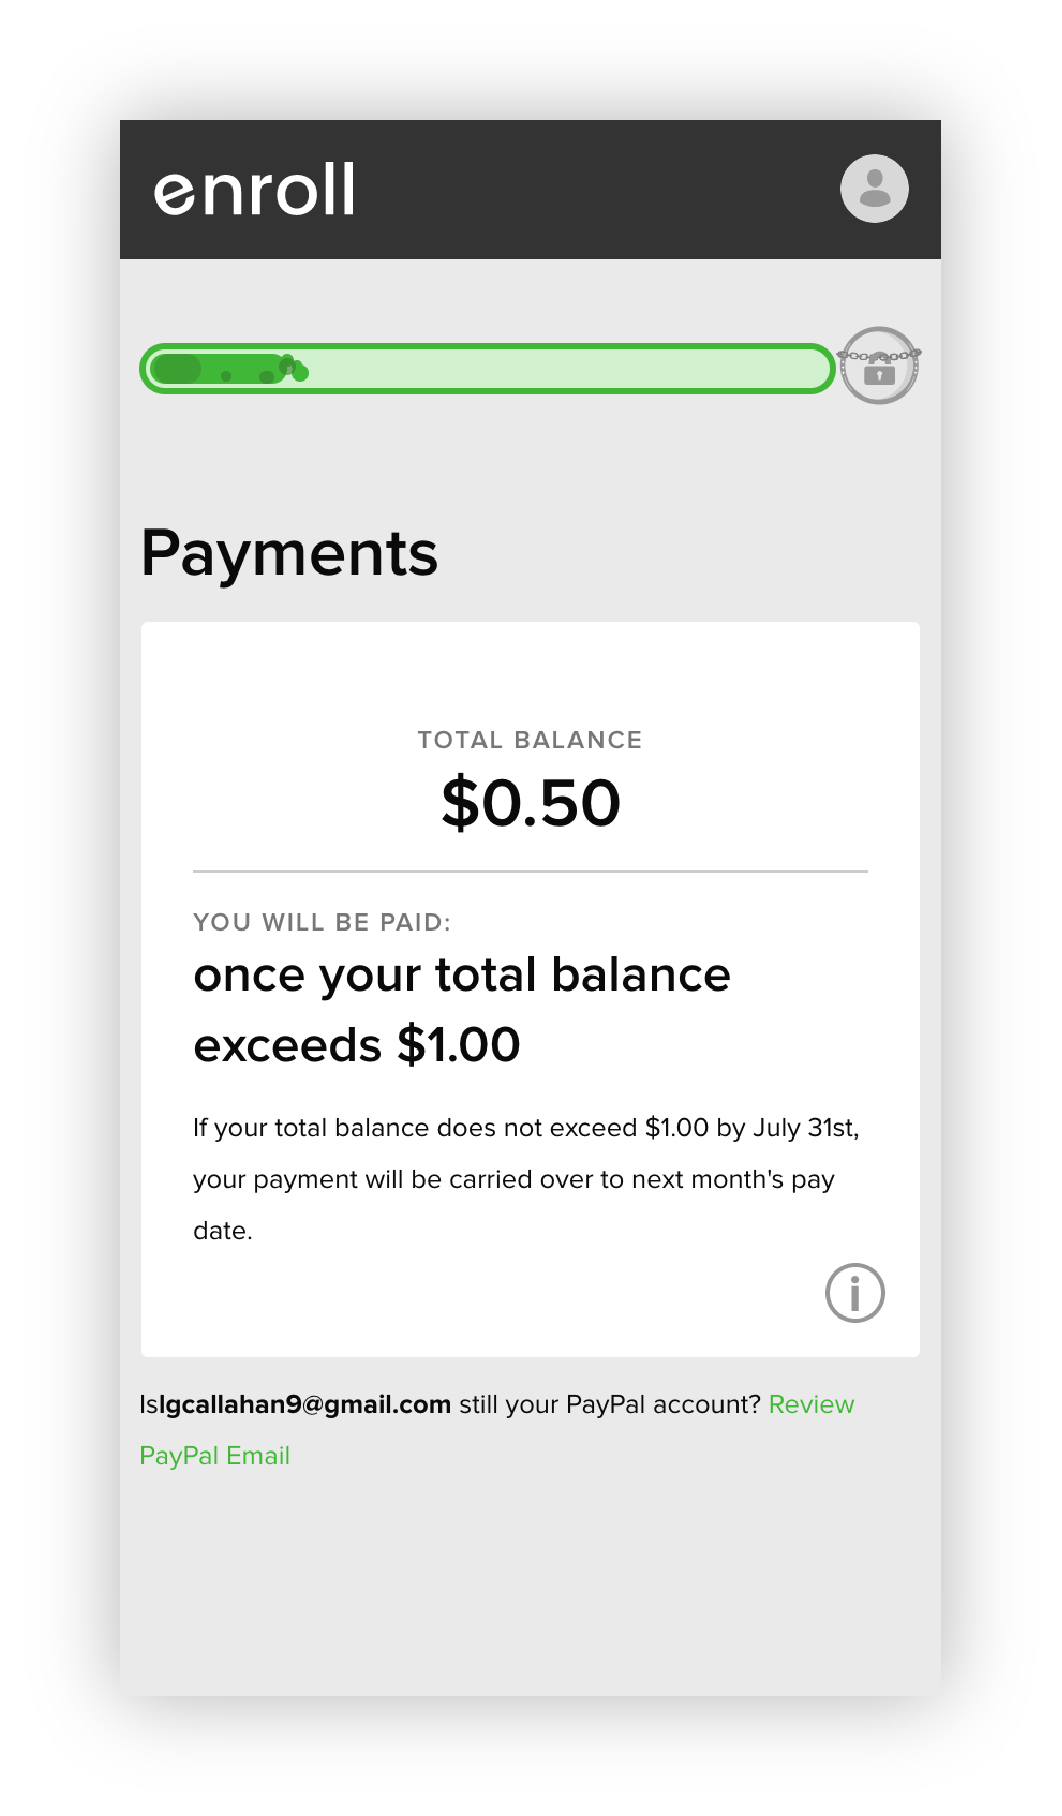 enroll
Payments
TOTAL BALANCE
$0.50
YOU WILL BE PAID:
once your total balance
exceeds $1.00
If your total balance does not exceed $1.00 by July 31st,
your payment will be carried over to next month's pay
date.
Islgcallahan9@gmail.com still your PayPal account? Review
PayPal Email